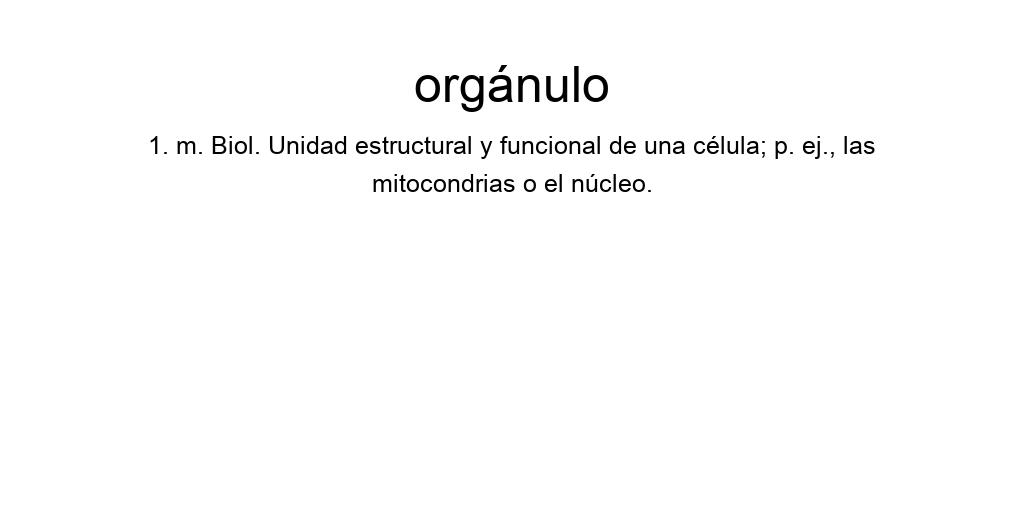 orgánulo
1. m. Biol. Unidad estructural y funcional de una célula; p. ej., las
mitocondrias o el núcleo.